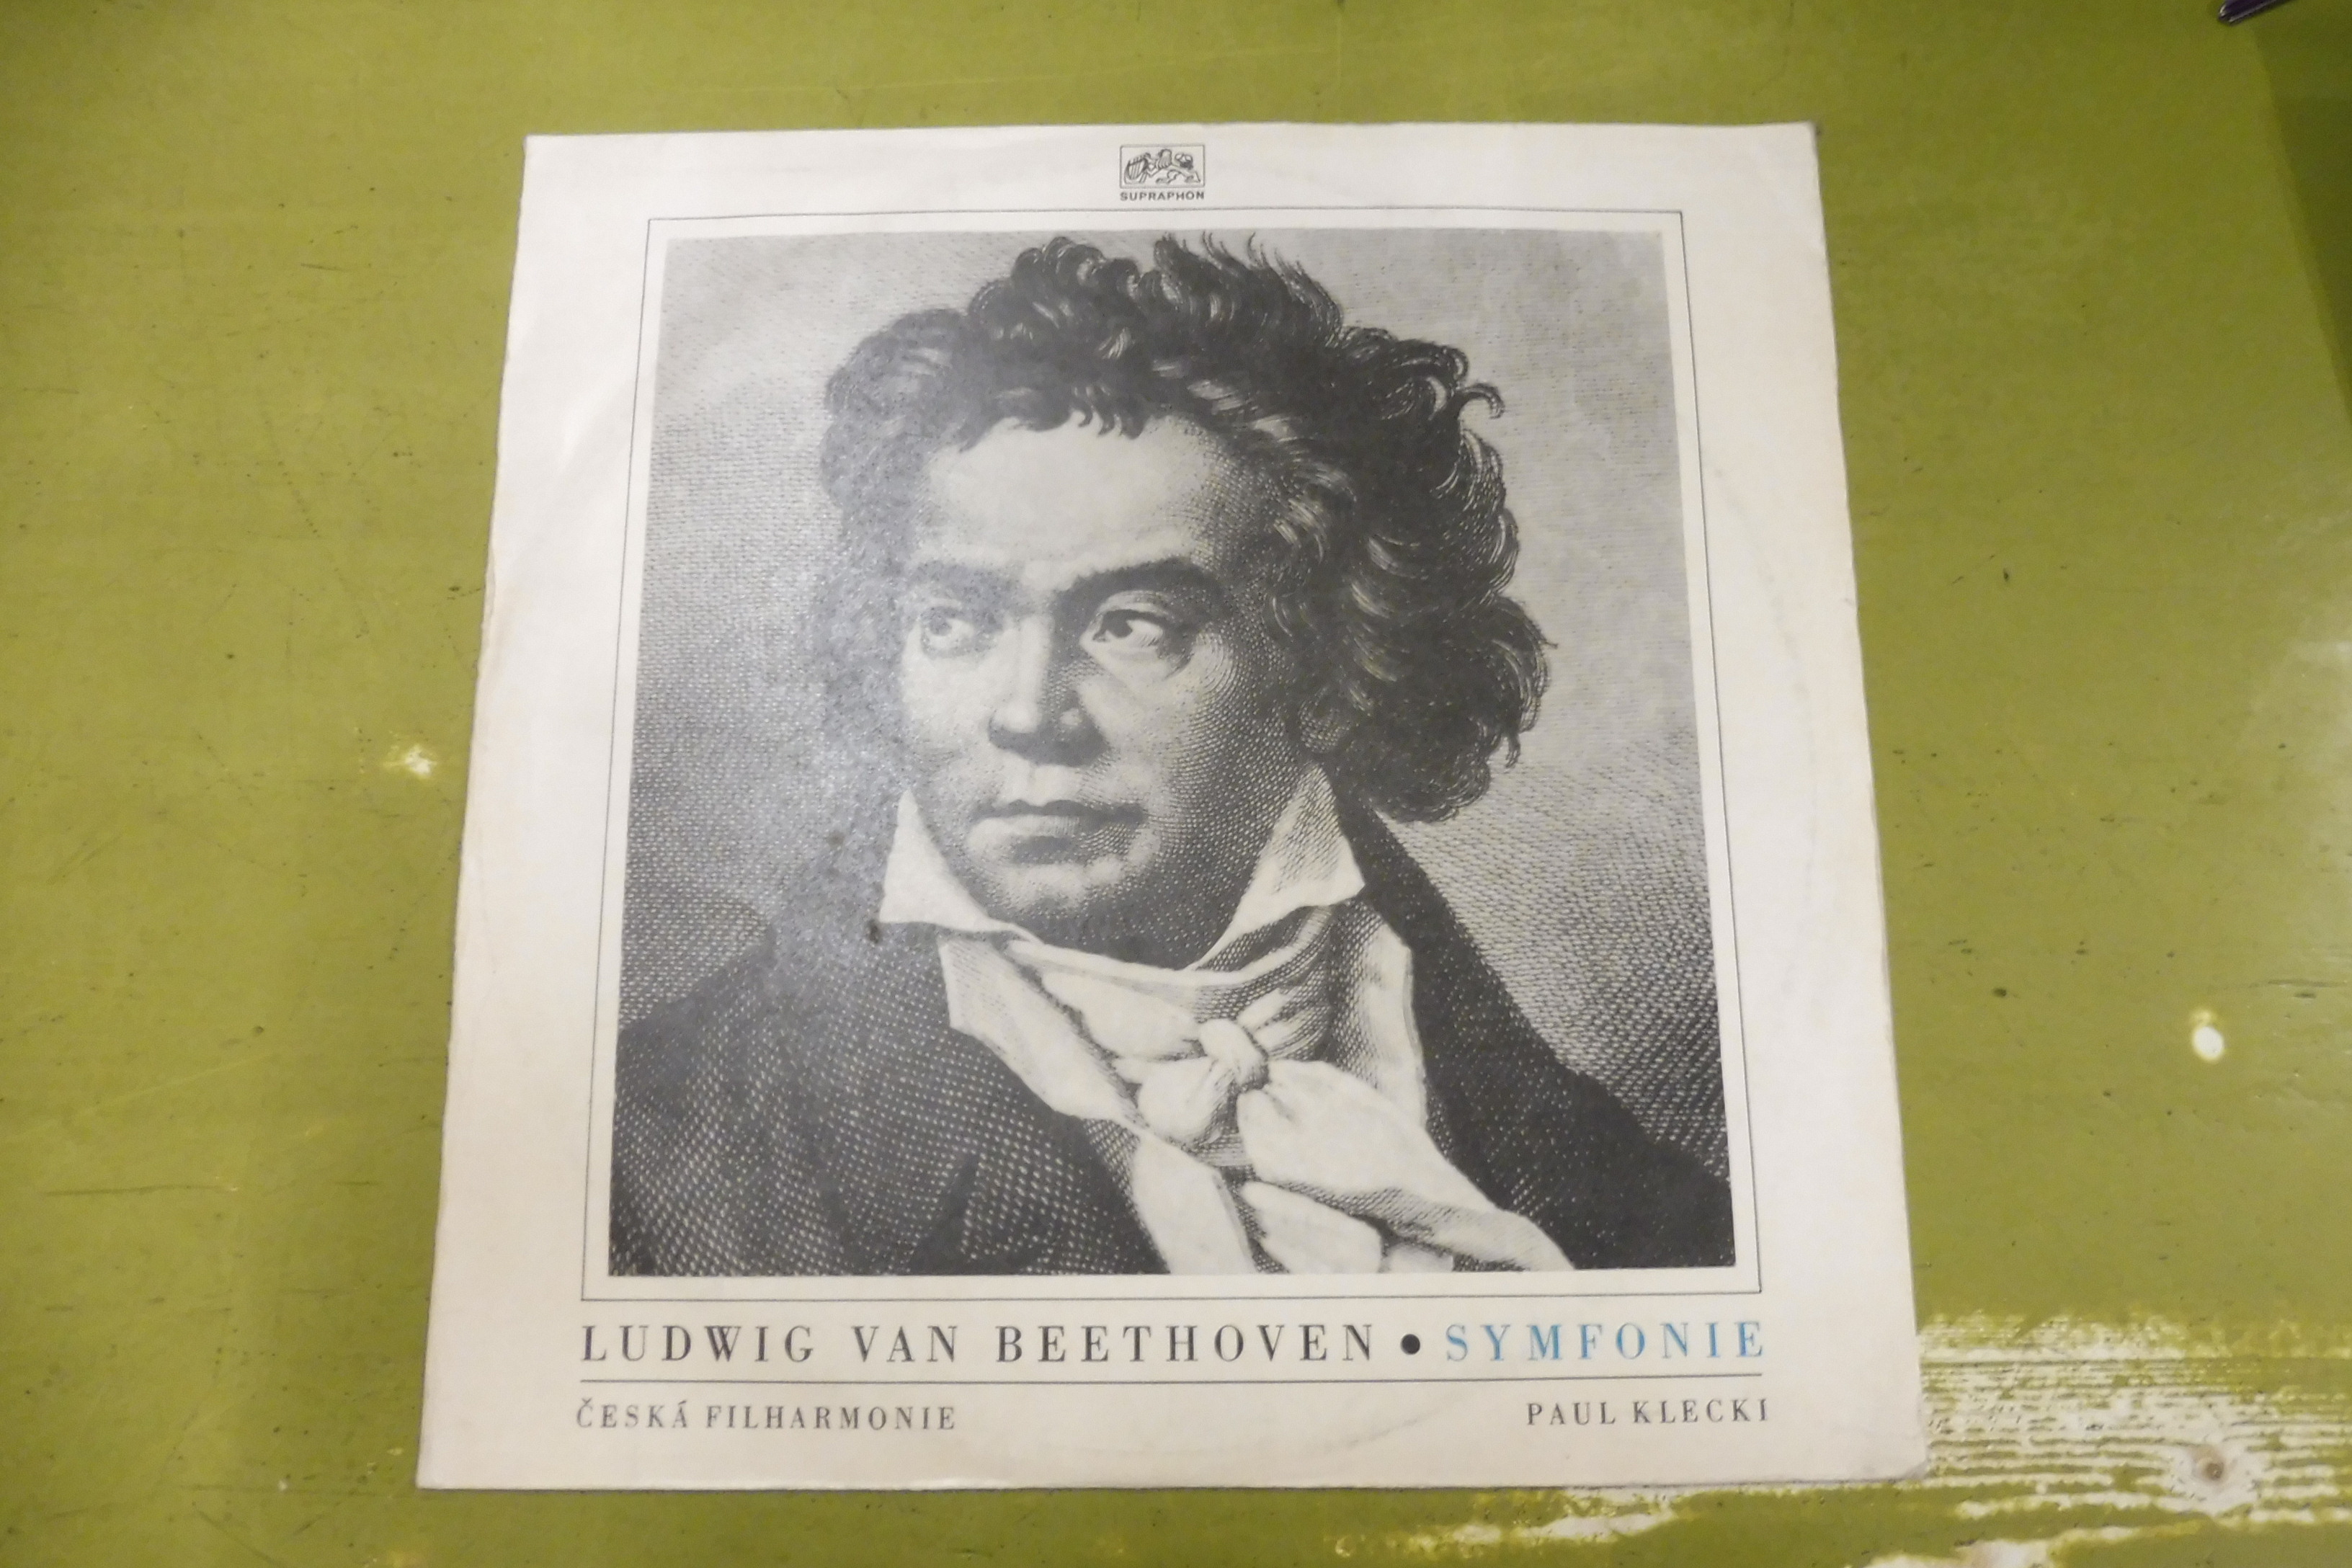 SUPRAPHON
LUDWIG VAN BEETHOVEN • SYMFONIE
ČESKÁ FILHARMONIE PAUL KLECKI